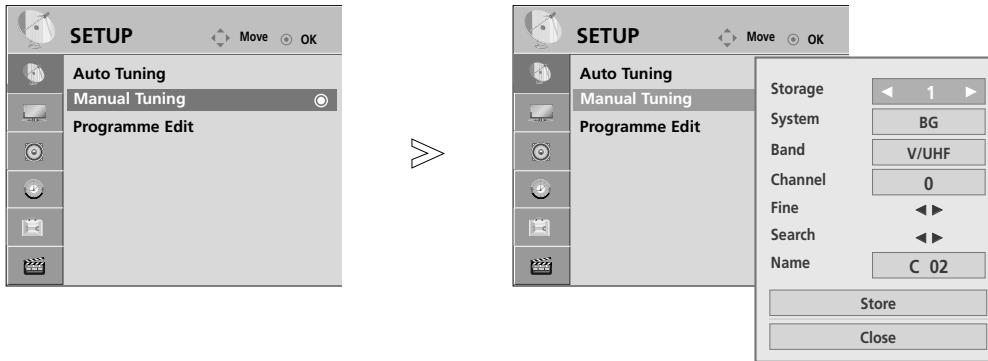 SETUP Move OK
Auto Tuning
Manual Tuning
Programme Edit
SETUP Move OK
Auto Tuning
Manual Tuning
Programme Edit
Storage ◄ 1 ►
System BG
Band V/UHF
Channel 0
Fine ◄ ►
Search ◄ ►
Name C 02
Store
Close